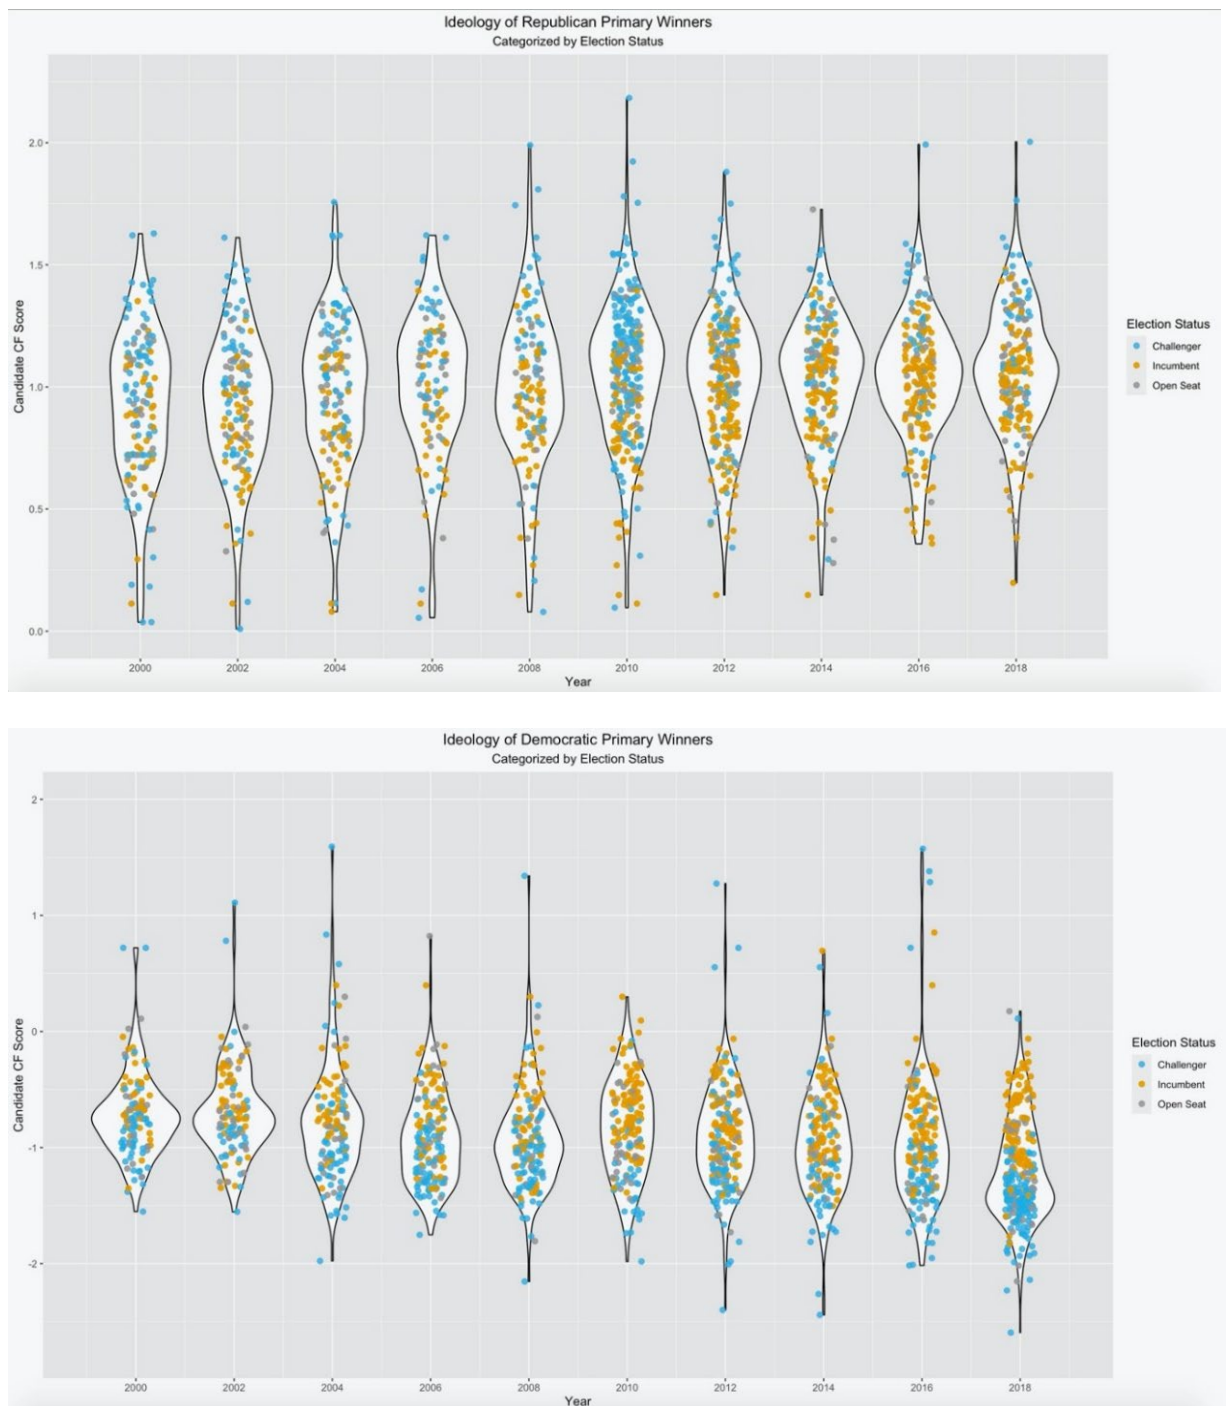 Ideology of Republican Primary Winners
Categorized by Election Status
Candidate CF Score
2.0
1.5
1.0
0.5
0.0
2000 2002 2004 2006 2008 2010 2012 2014 2016 2018
Year
Election Status
Challenger
Incumbent
Open Seat
Ideology of Democratic Primary Winners
Categorized by Election Status
Candidate CF Score
2
1
0
-1
-2
2000 2002 2004 2006 2008 2010 2012 2014 2016 2018
Year
Election Status
Challenger
Incumbent
Open Seat